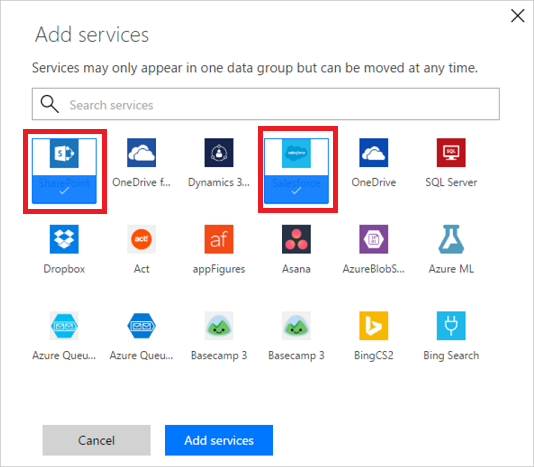 Add services
Services may only appear in one data group but can be moved at any time.
Search services
SharePoint OneDrive f... Dynamics 3... Salesforce OneDrive SQL Server
Dropbox Act appFigures Asana AzureBlobS... Azure ML
Azure Queu... Azure Queu... Basecamp 3 Basecamp 3 BingCS2 Bing Search
Cancel Add services